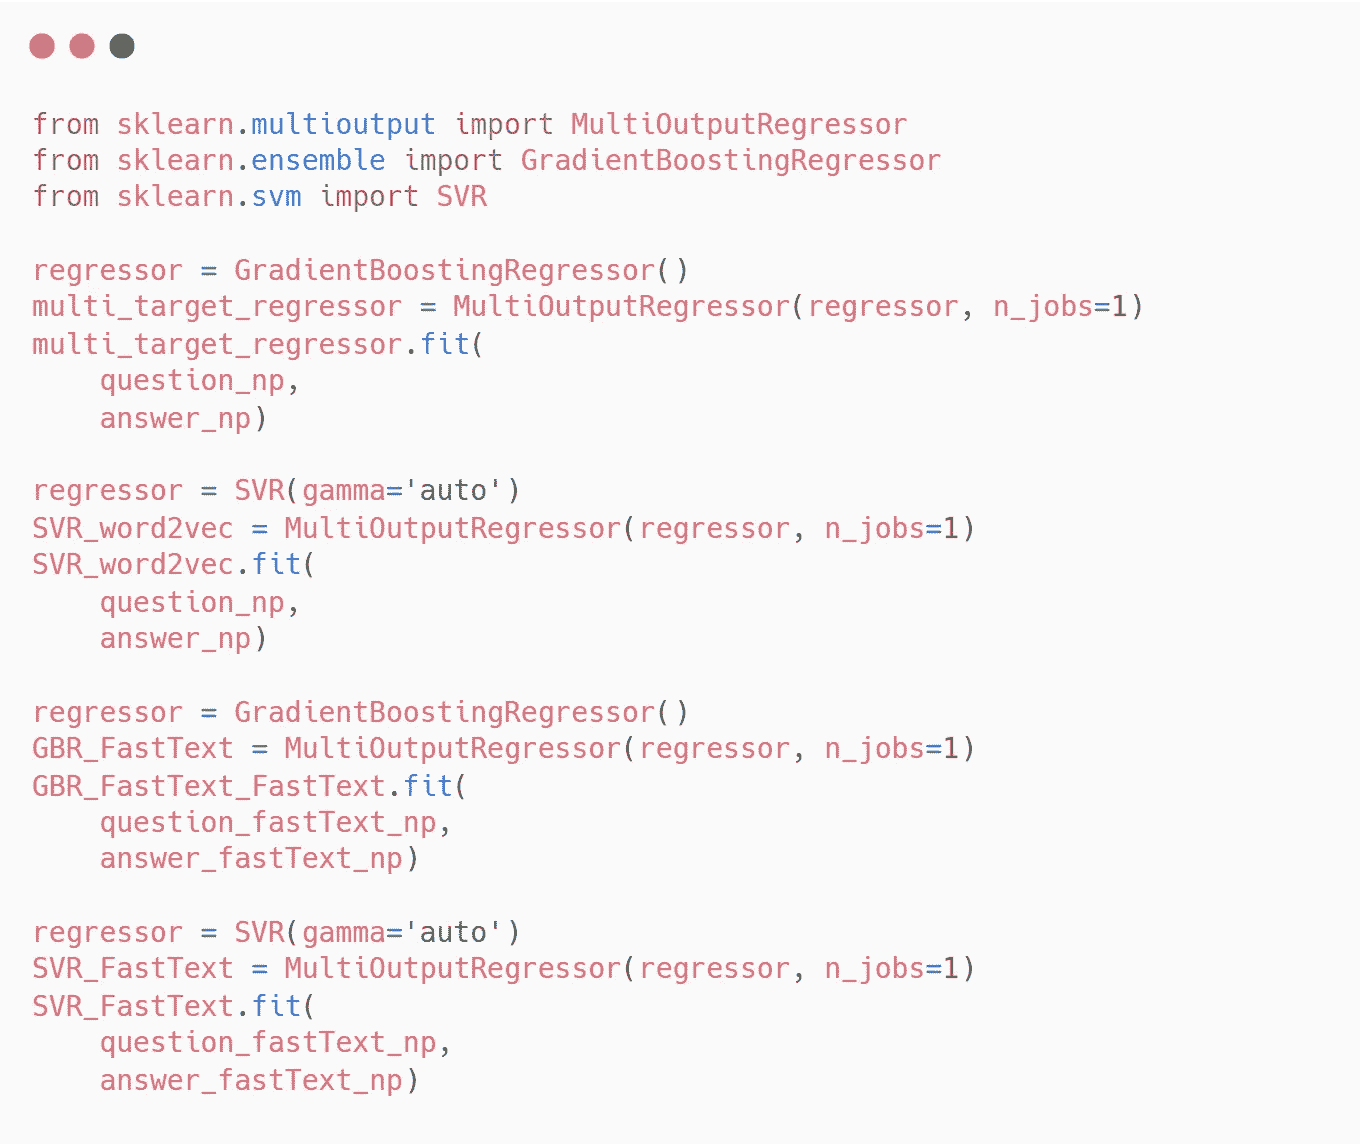 from sklearn.multioutput import MultiOutputRegressor
from sklearn.ensemble import GradientBoostingRegressor
from sklearn.svm import SVR

regressor = GradientBoostingRegressor()
multi_target_regressor = MultiOutputRegressor(regressor, n_jobs=1)
multi_target_regressor.fit(
    question_np,
    answer_np)

regressor = SVR(gamma='auto')
SVR_word2vec = MultiOutputRegressor(regressor, n_jobs=1)
SVR_word2vec.fit(
    question_np,
    answer_np)

regressor = GradientBoostingRegressor()
GBR_FastText = MultiOutputRegressor(regressor, n_jobs=1)
GBR_FastText_FastText.fit(
    question_fastText_np,
    answer_fastText_np)

regressor = SVR(gamma='auto')
SVR_FastText = MultiOutputRegressor(regressor, n_jobs=1)
SVR_FastText.fit(
    question_fastText_np,
    answer_fastText_np)